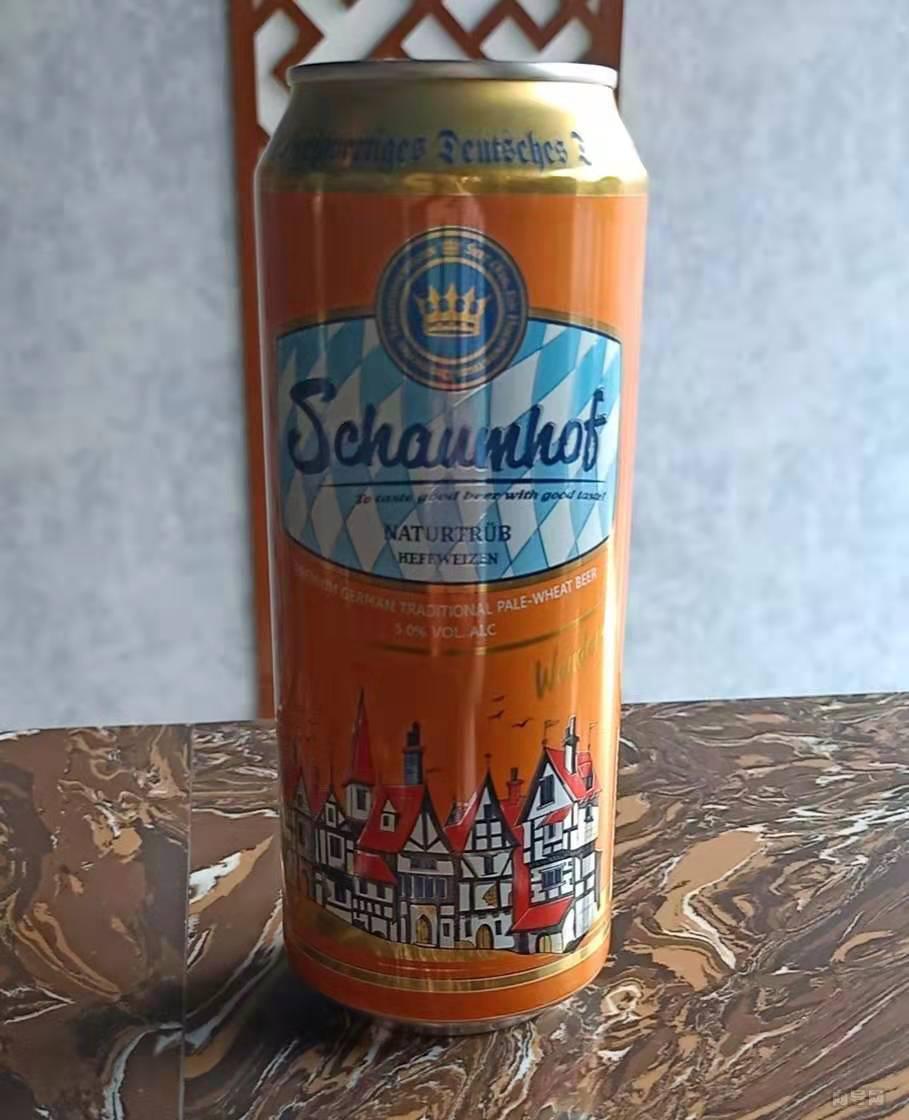 Deutsches
Schaumhof
To taste good beer with good taste!
NATURTRÜB
HEFEWEIZEN
GERMAN TRADITIONAL PALE-WHEAT BEER
5.0% VOL. ALC